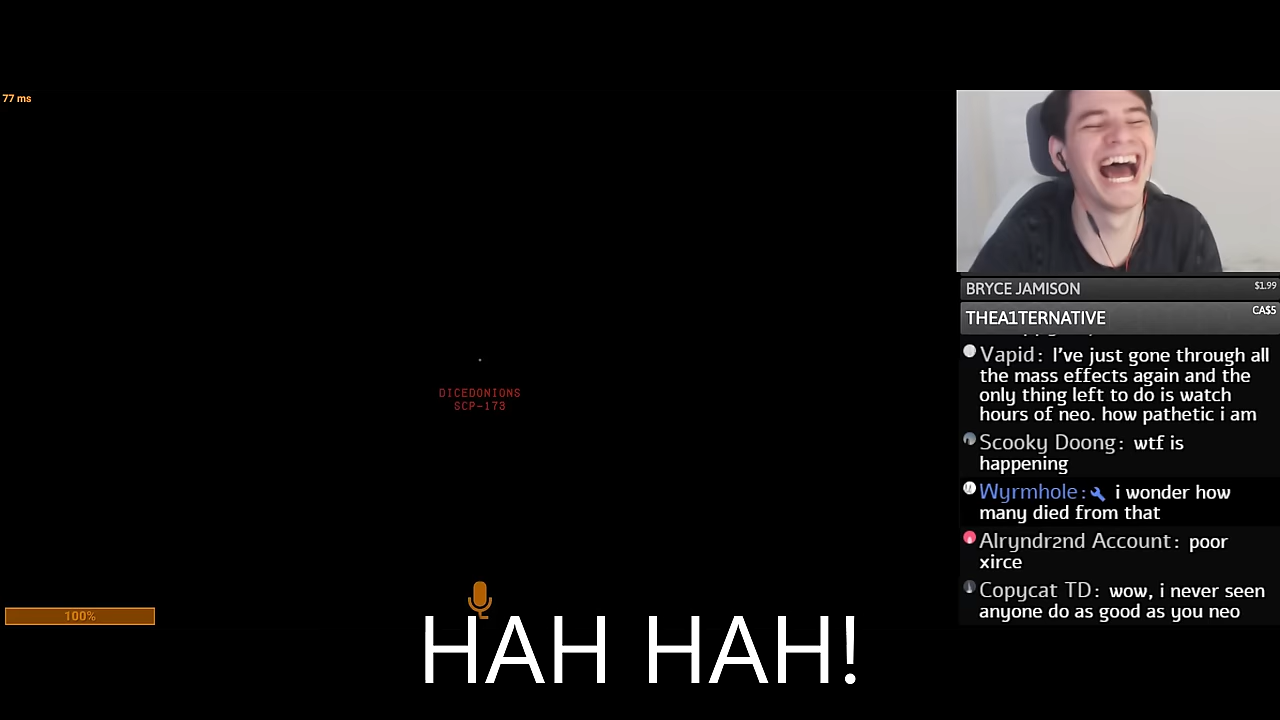 77 ms
DICEDONIONS
SCP-173
100%
HAH HAH!
BRYCE JAMISON
$1.99
THEA1TERNATIVE
CA$5
Vapid: I've just gone through all
the mass effects again and the
only thing left to do is watch
hours of neo. how pathetic i am
Scooky Doong: wtf is
happening
Wyrmhole: i wonder how
many died from that
Alryndr2nd Account: poor
xirce
Copycat TD: wow, i never seen
anyone do as good as you neo